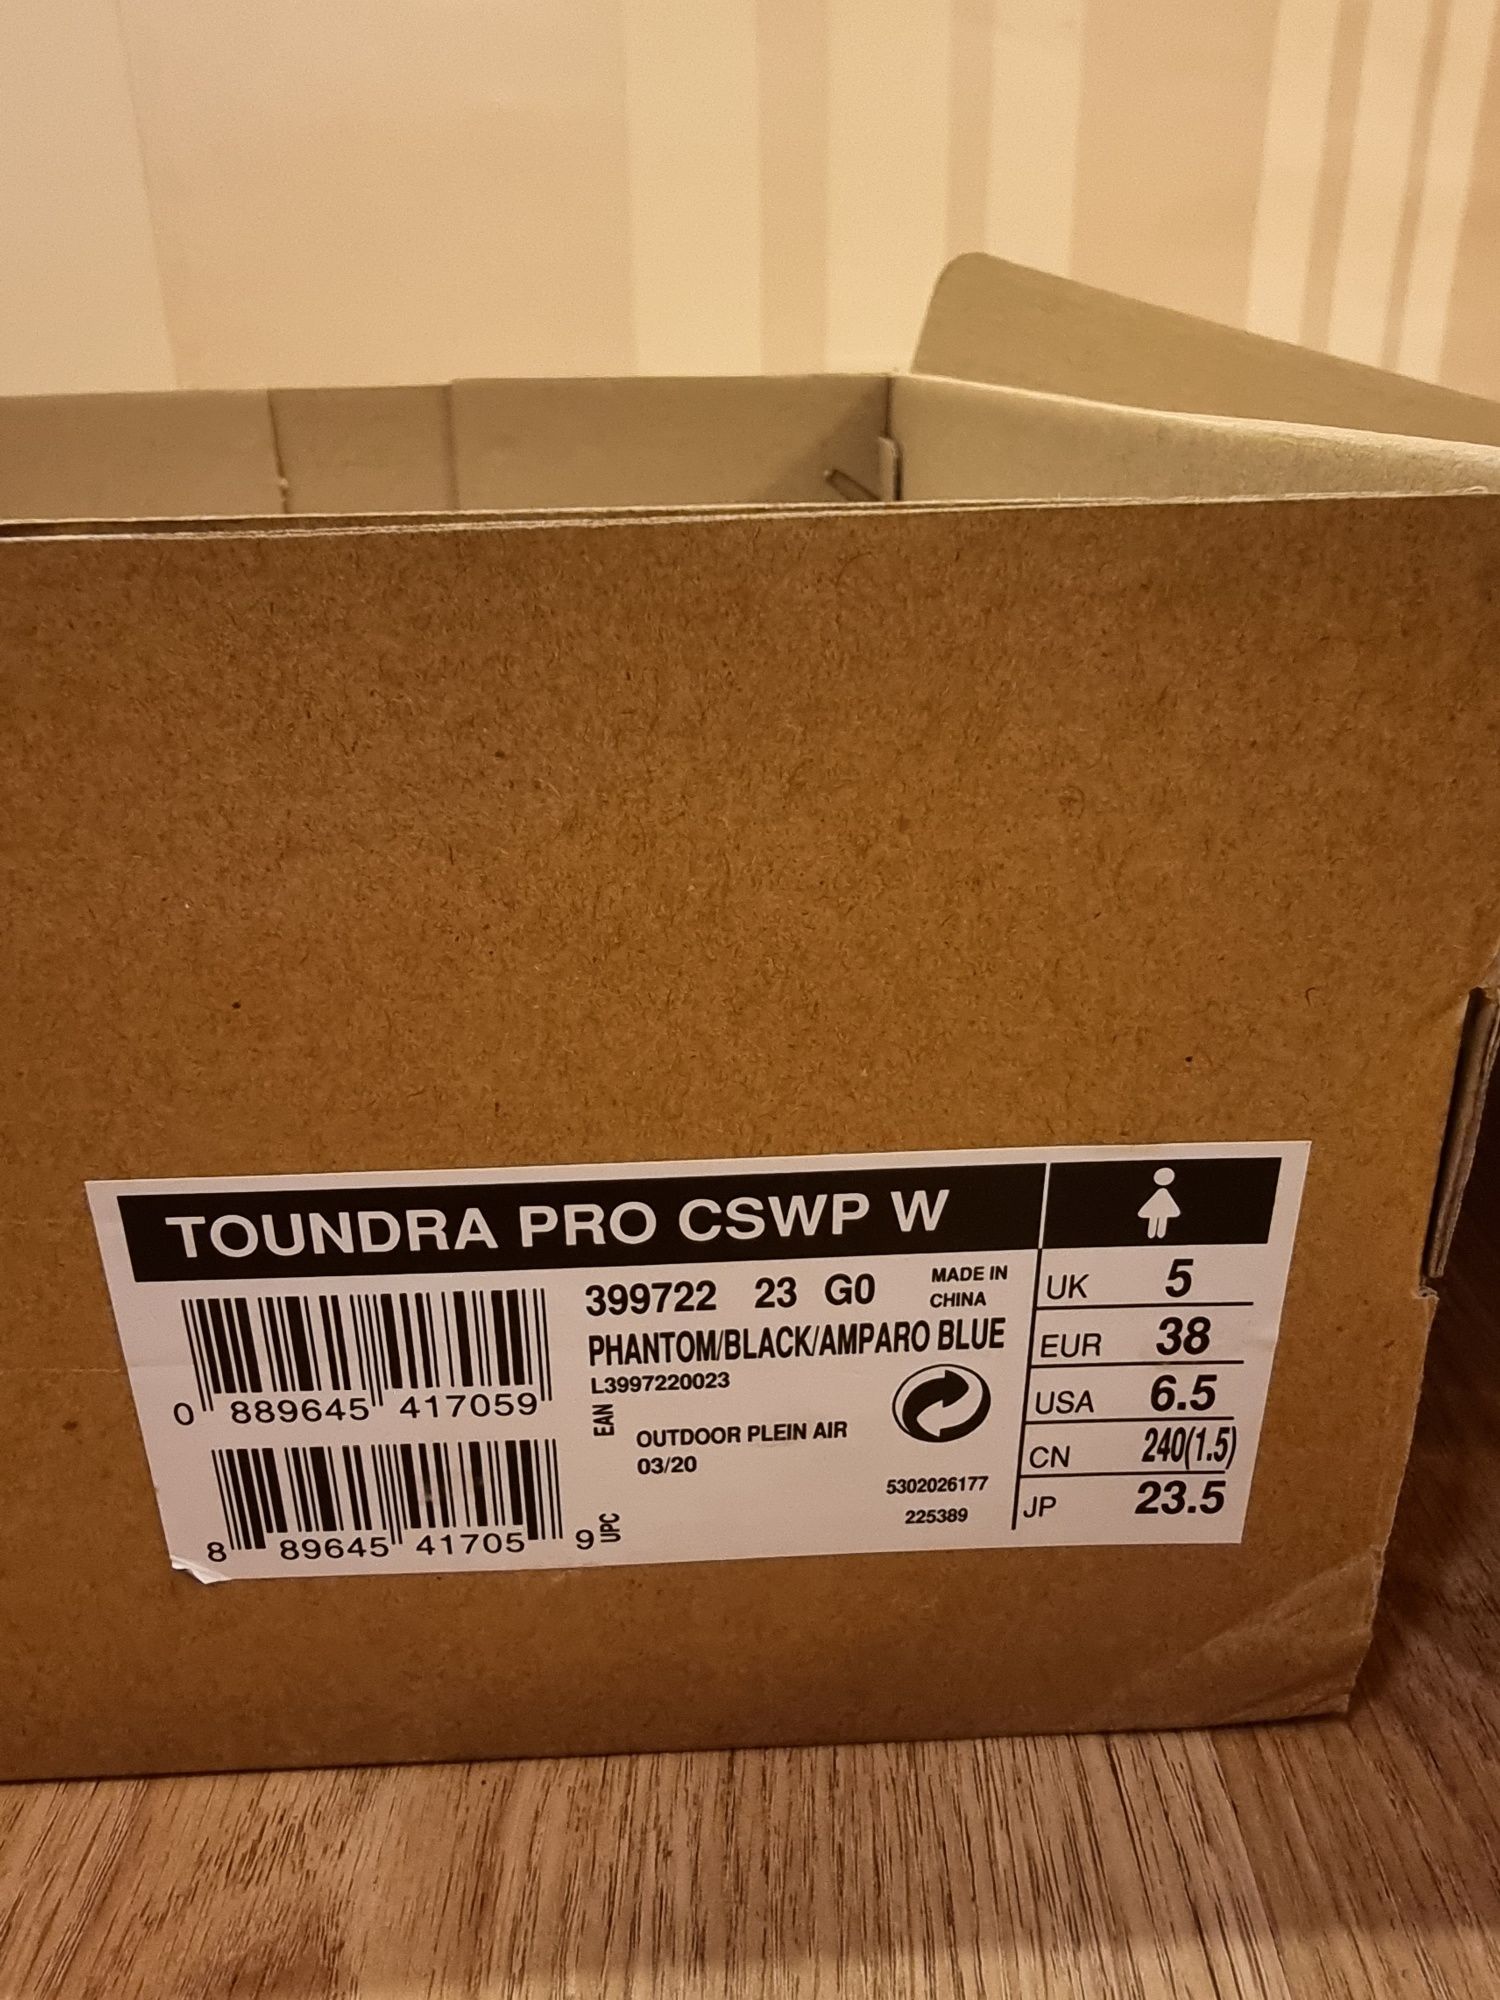 TOUNDRA PRO CSWP W
399722 23 G0 MADE IN CHINA
PHANTOM/BLACK/AMPARO BLUE
L3997220023
0 889645 417059 EAN
OUTDOOR PLEIN AIR
03/20
5302026177
225389
8 89645 41705 9 UPC
UK 5
EUR 38
USA 6.5
CN 240(1.5)
JP 23.5